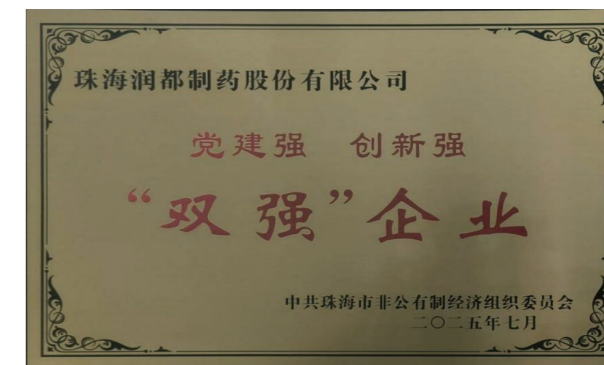 珠海润都制药股份有限公司
党建强 创新强
“双强”企业
中共珠海市非公有制经济组织委员会
二〇二五年七月